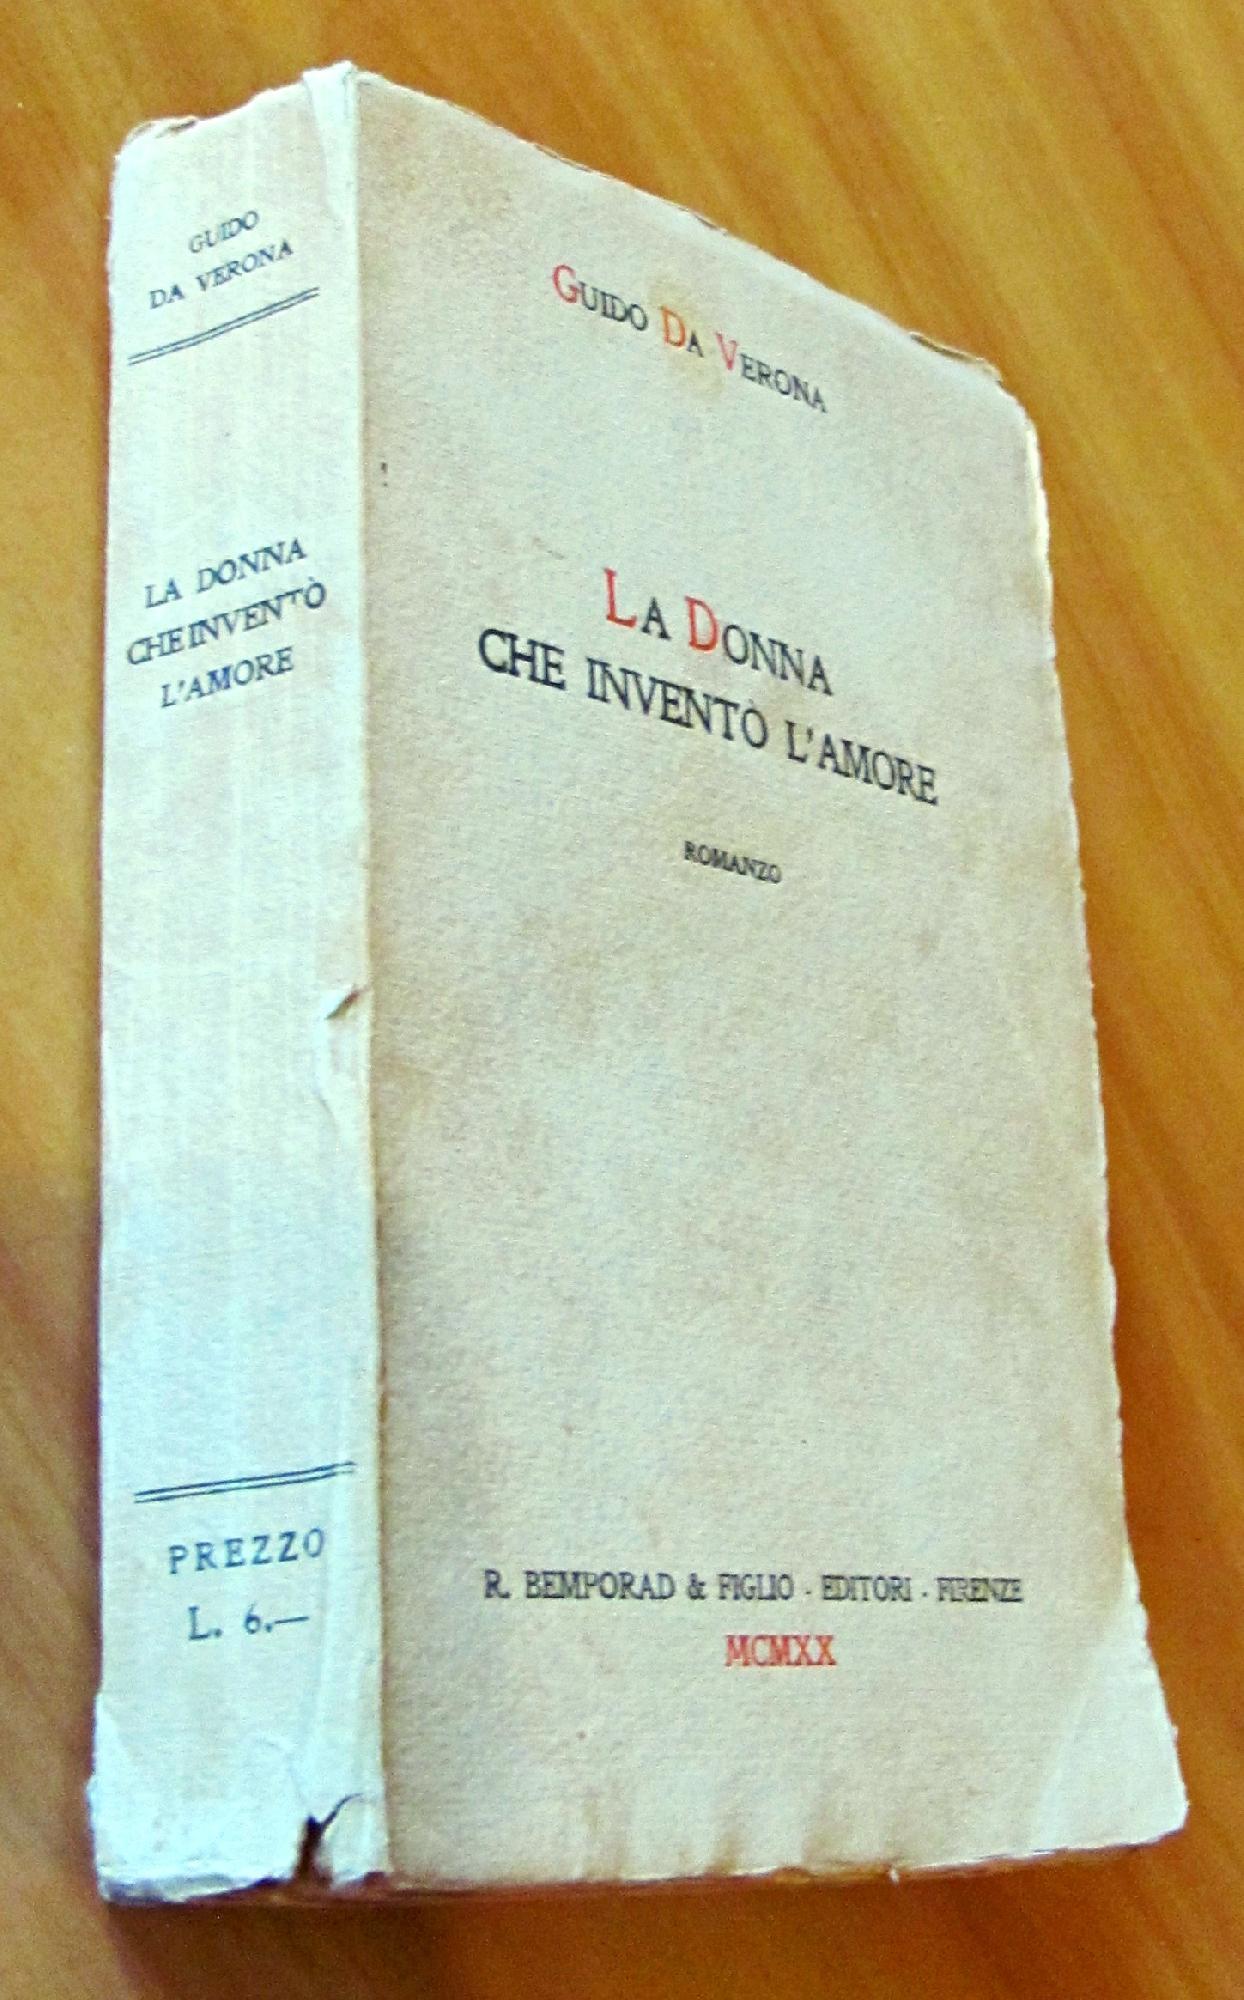 GUIDO
DA VERONA
LA DONNA
CHE INVENTÒ
L'AMORE
PREZZO
L. 6.—
GUIDO DA VERONA
LA DONNA
CHE INVENTÒ L'AMORE
ROMANZO
R. BEMPORAD & FIGLIO - EDITORI - FIRENZE
MCMXX